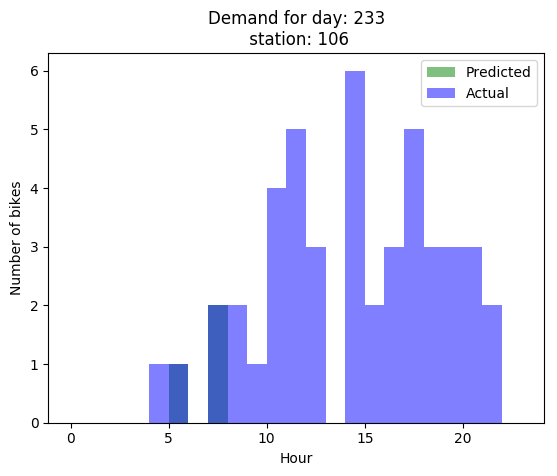 Demand for day: 233
station: 106
Predicted
Actual
Number of bikes
6
5
4
3
2
1
0
0
5
10
15
20
Hour